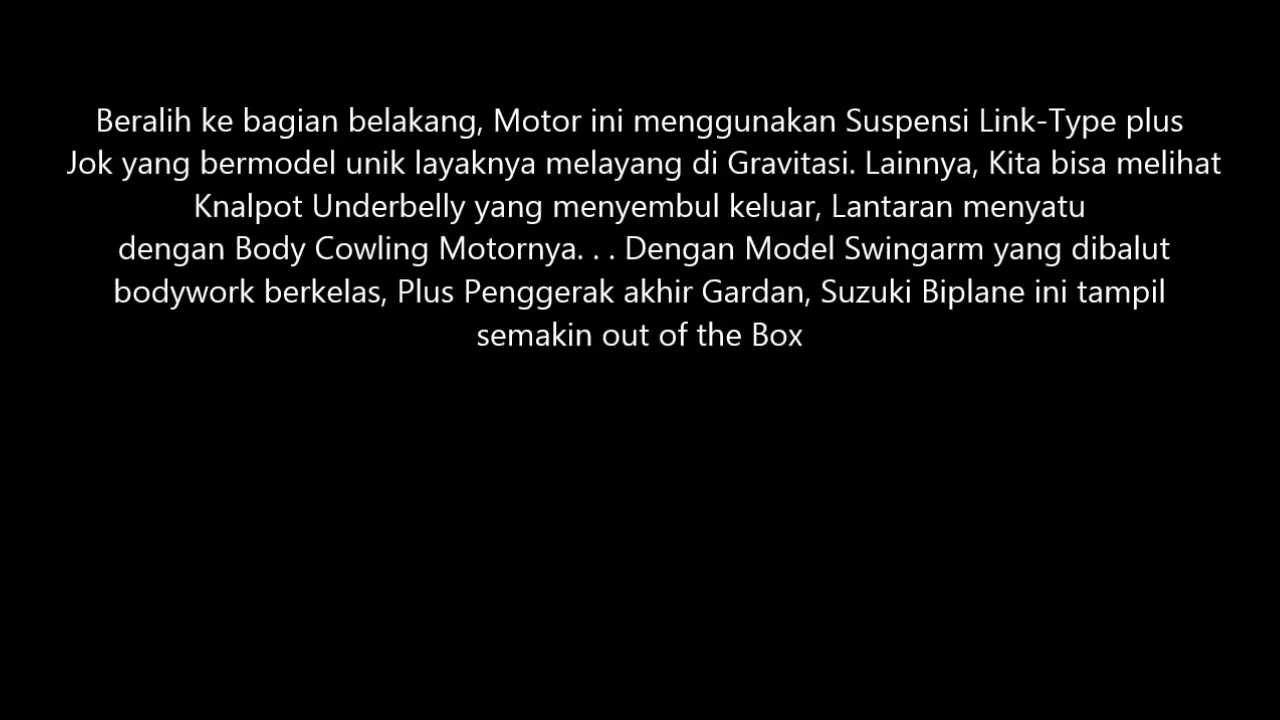 Beralih ke bagian belakang, Motor ini menggunakan Suspensi Link-Type plus
Jok yang bermodel unik layaknya melayang di Gravitasi. Lainnya, Kita bisa melihat
Knalpot Underbelly yang menyembul keluar, Lantaran menyatu
dengan Body Cowling Motornya. . . Dengan Model Swingarm yang dibalut
bodywork berkelas, Plus Penggerak akhir Gardan, Suzuki Biplane ini tampil
semakin out of the Box